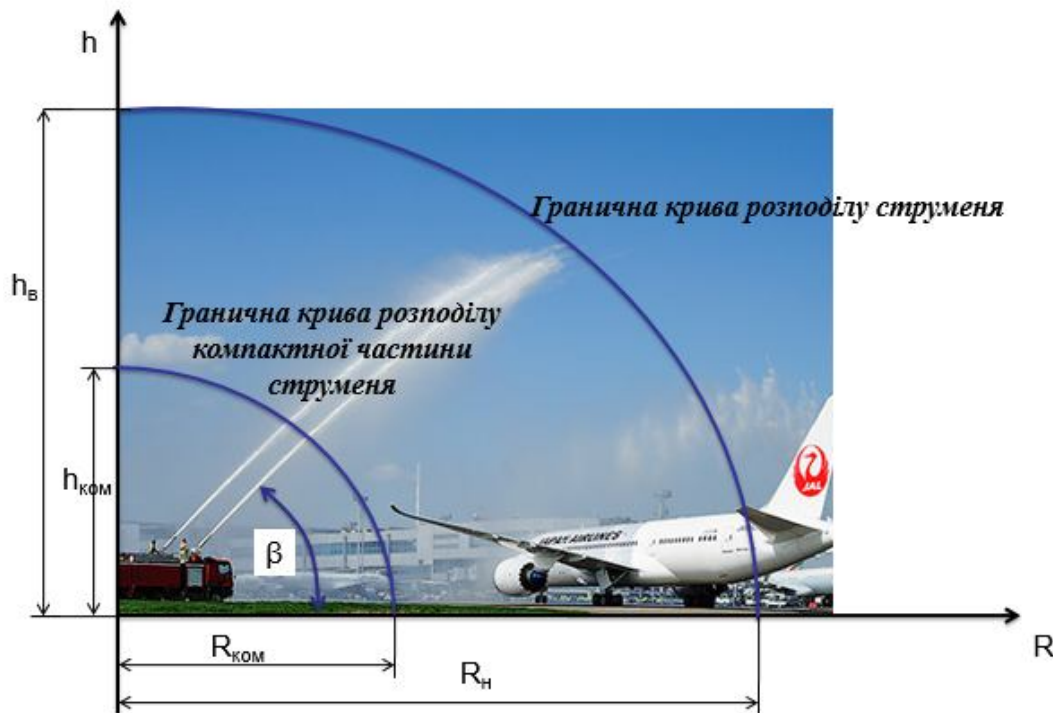 h
Гранична крива розподілу струменя
hв
Гранична крива розподілу
компактної частини
струменя
hком
JAL
JAPAN AIRLINES
β
Rком
R
Rн